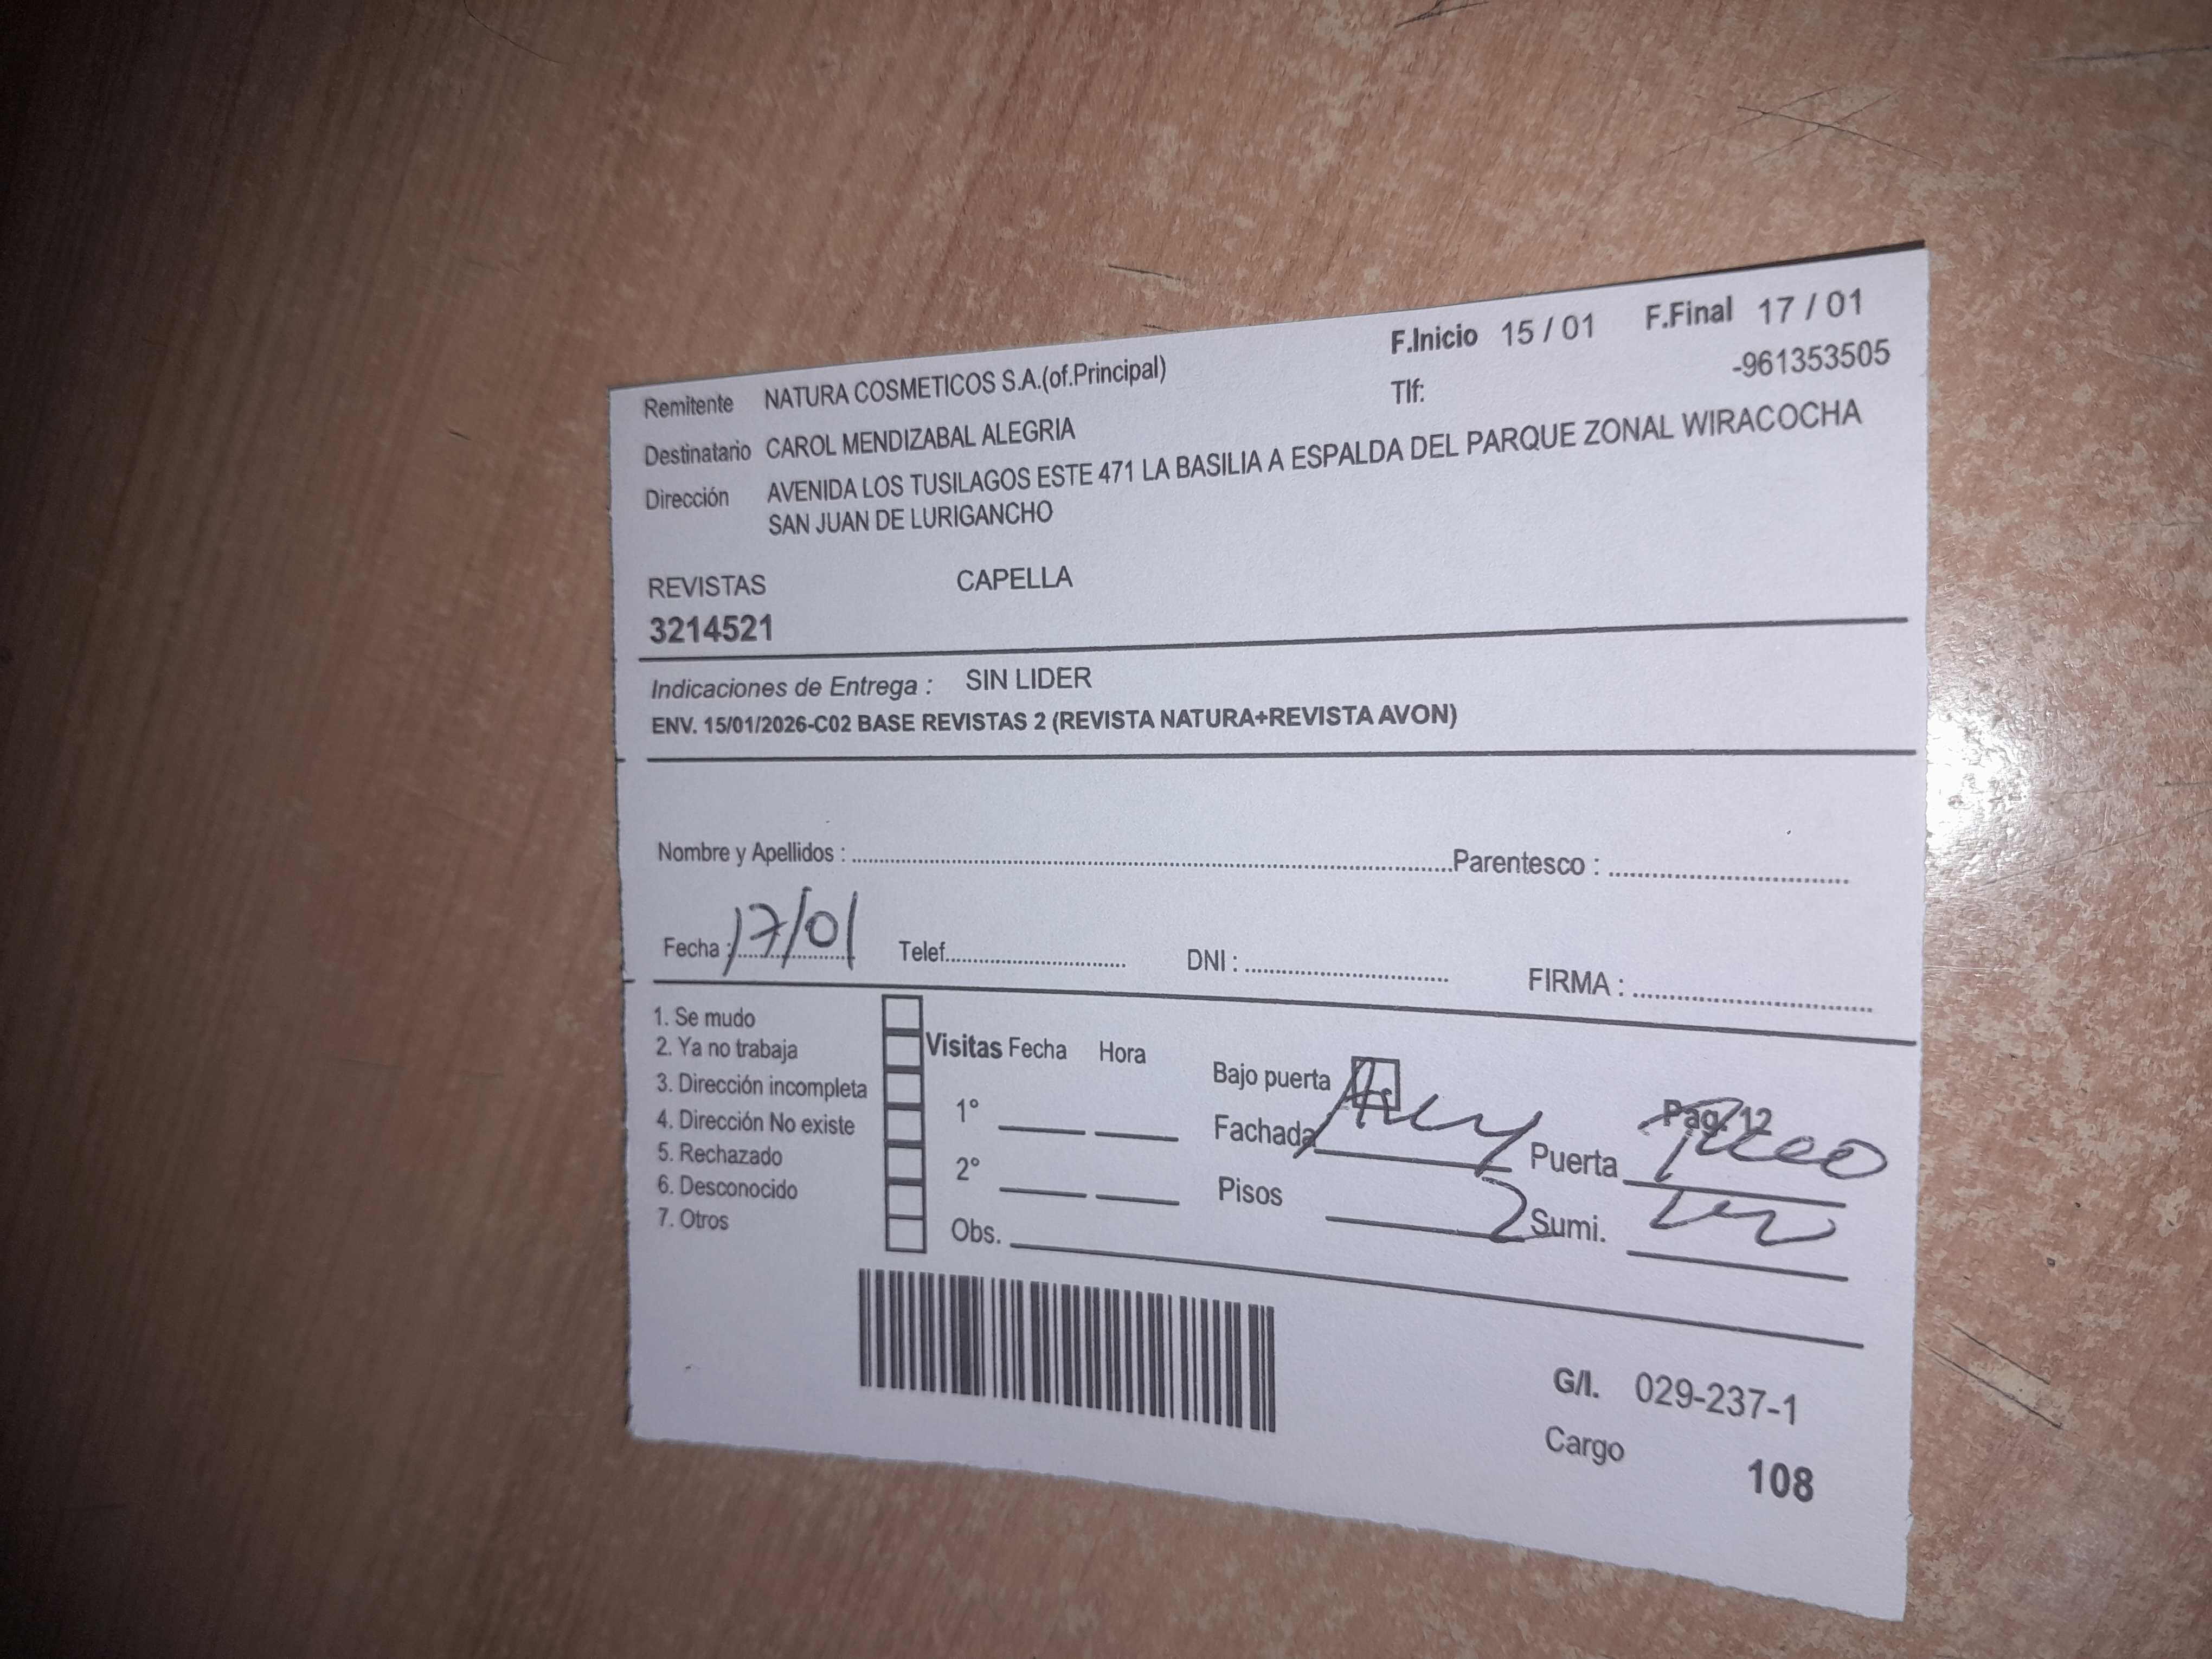 F.Inicio 15 / 01 F.Final 17 / 01
Remitente NATURA COSMETICOS S.A.(of.Principal) Tlf: -961353505
Destinatario CAROL MENDIZABAL ALEGRIA
Dirección AVENIDA LOS TUSILAGOS ESTE 471 LA BASILIA A ESPALDA DEL PARQUE ZONAL WIRACOCHA
SAN JUAN DE LURIGANCHO
REVISTAS CAPELLA
3214521
Indicaciones de Entrega : SIN LIDER
ENV. 15/01/2026-C02 BASE REVISTAS 2 (REVISTA NATURA+REVISTA AVON)
Nombre y Apellidos : Parentesco :
Fecha : 17/01 Telef. DNI : FIRMA :
1. Se mudo
2. Ya no trabaja
3. Dirección incompleta
4. Dirección No existe
5. Rechazado
6. Desconocido
7. Otros
Visitas Fecha Hora
1°
2°
Obs.
Bajo puerta Pag. 12
Fachada Puerta
Pisos 2 Sumi.
G/I. 029-237-1
Cargo 108